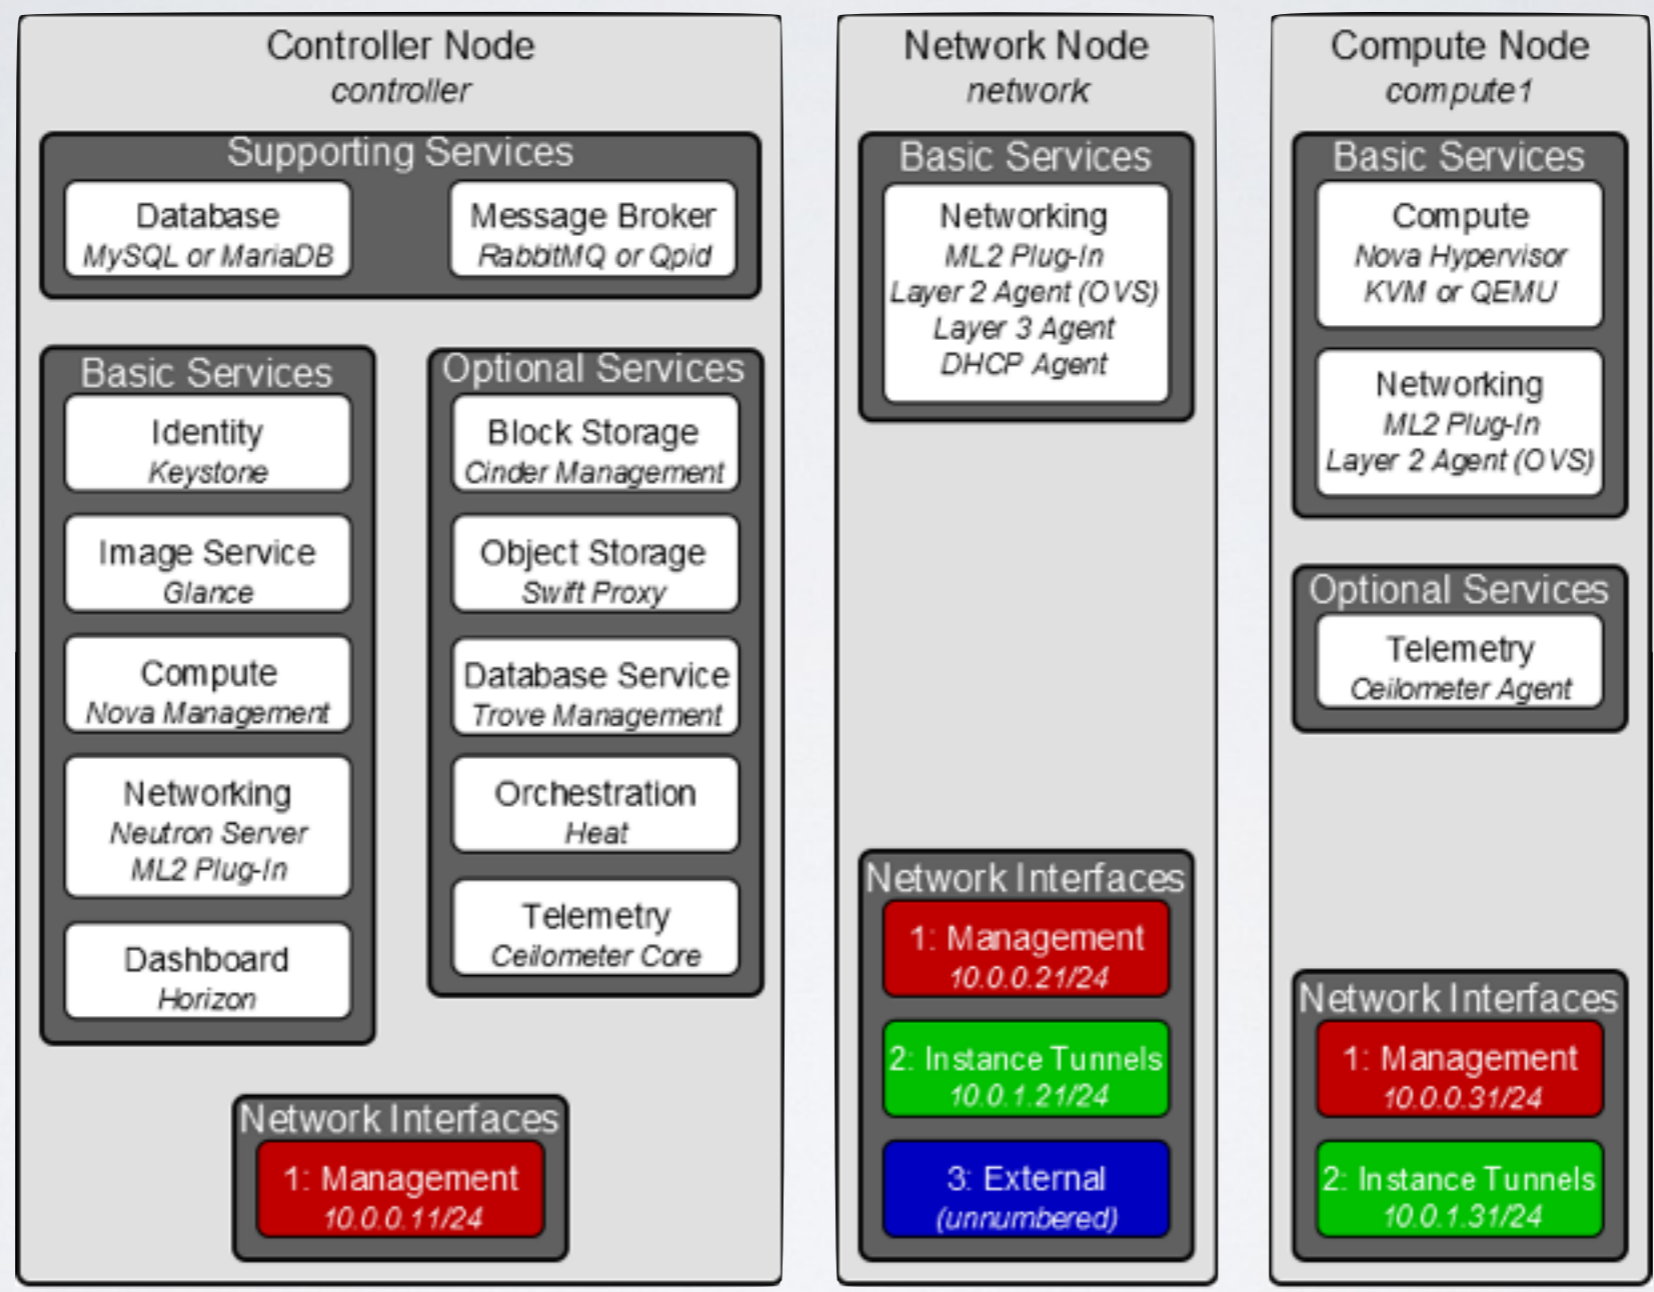 Controller Node
controller
Supporting Services
Database
MySQL or MariaDB
Message Broker
RabbitMQ or Qpid
Basic Services
Identity
Keystone
Image Service
Glance
Compute
Nova Management
Networking
Neutron Server
ML2 Plug-In
Dashboard
Horizon
Optional Services
Block Storage
Cinder Management
Object Storage
Swift Proxy
Database Service
Trove Management
Orchestration
Heat
Telemetry
Ceilometer Core
Network Interfaces
1: Management
10.0.0.11/24
Network Node
network
Basic Services
Networking
ML2 Plug-In
Layer 2 Agent (OVS)
Layer 3 Agent
DHCP Agent
Network Interfaces
1: Management
10.0.0.21/24
2: Instance Tunnels
10.0.1.21/24
3: External
(unnumbered)
Compute Node
compute1
Basic Services
Compute
Nova Hypervisor
KVM or QEMU
Networking
ML2 Plug-In
Layer 2 Agent (OVS)
Optional Services
Telemetry
Ceilometer Agent
Network Interfaces
1: Management
10.0.0.31/24
2: Instance Tunnels
10.0.1.31/24